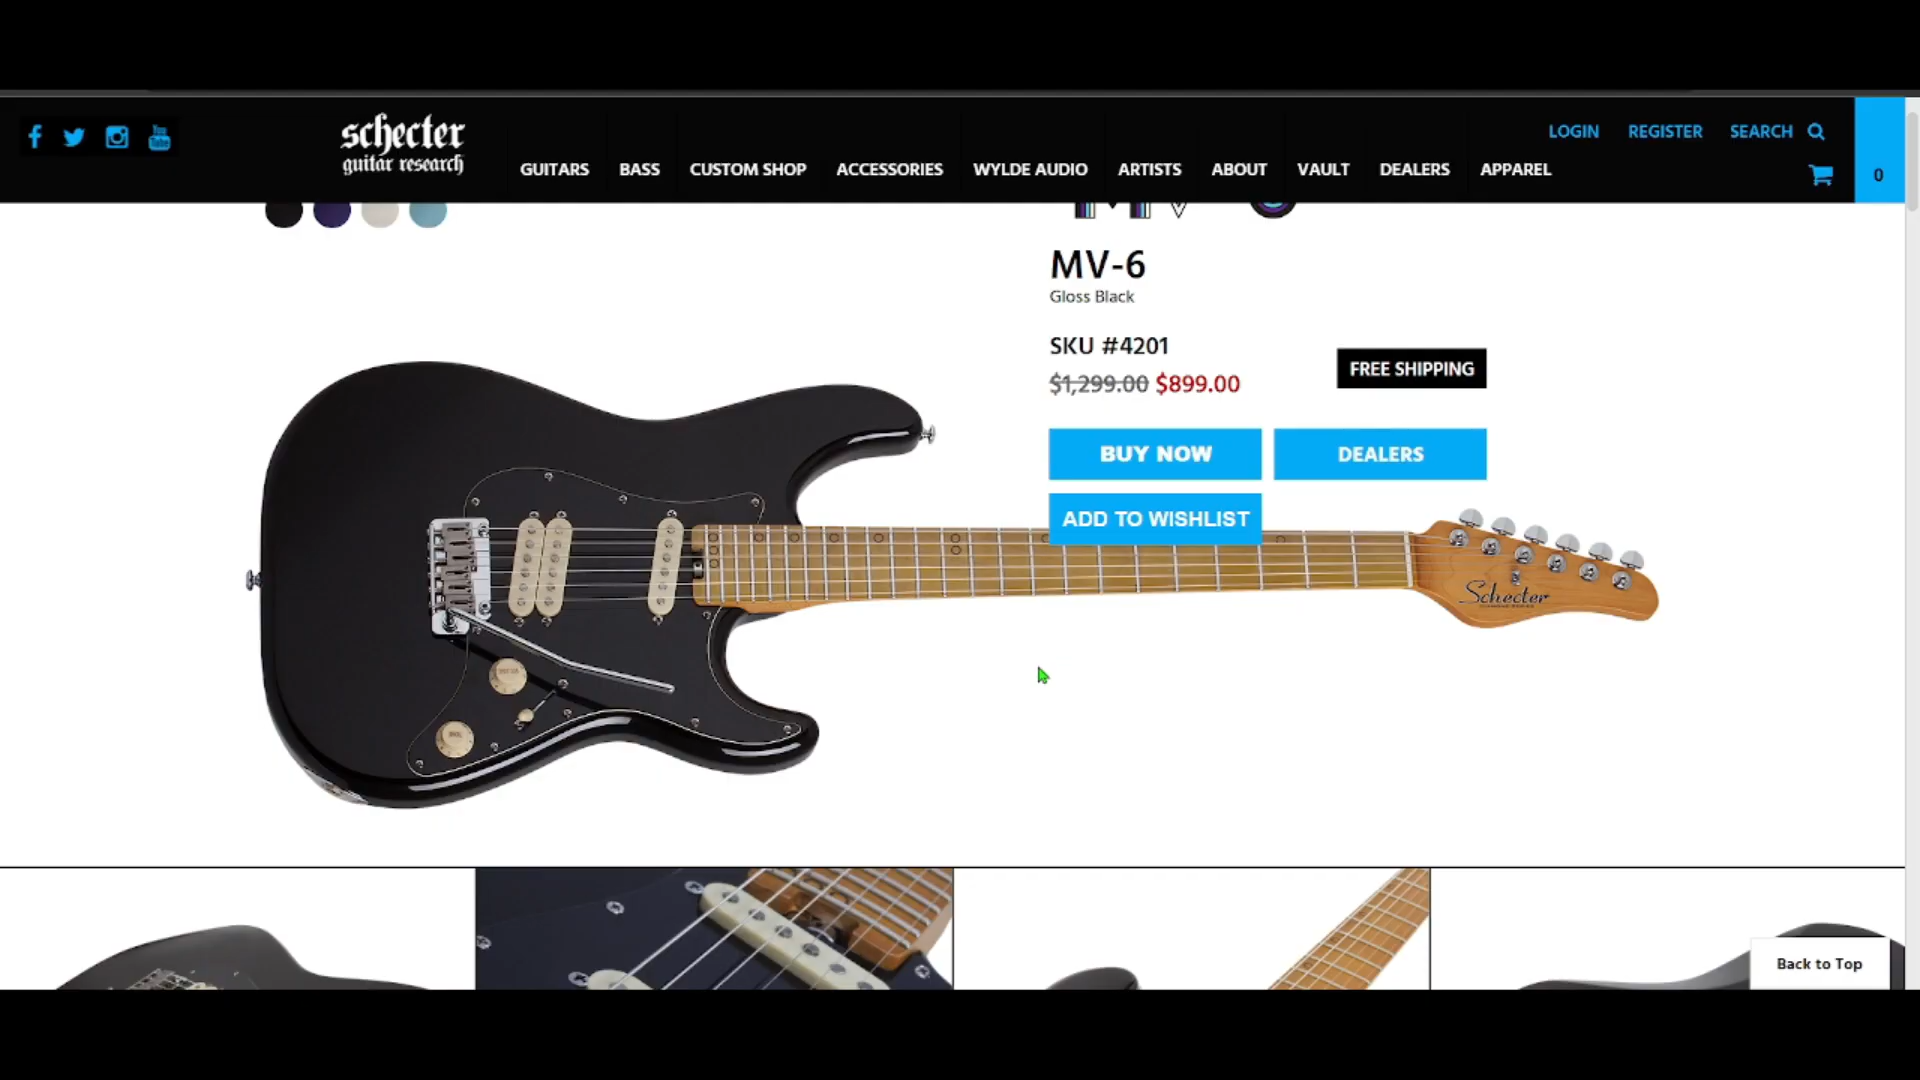 You Tube
schecter
guitar research
GUITARS
BASS
CUSTOM SHOP
ACCESSORIES
WYLDE AUDIO
ARTISTS
ABOUT
VAULT
DEALERS
APPAREL
LOGIN
REGISTER
SEARCH
0
MV-6
Gloss Black
SKU #4201
$1,299.00 $899.00
FREE SHIPPING
BUY NOW
DEALERS
ADD TO WISHLIST
Schecter
Back to Top